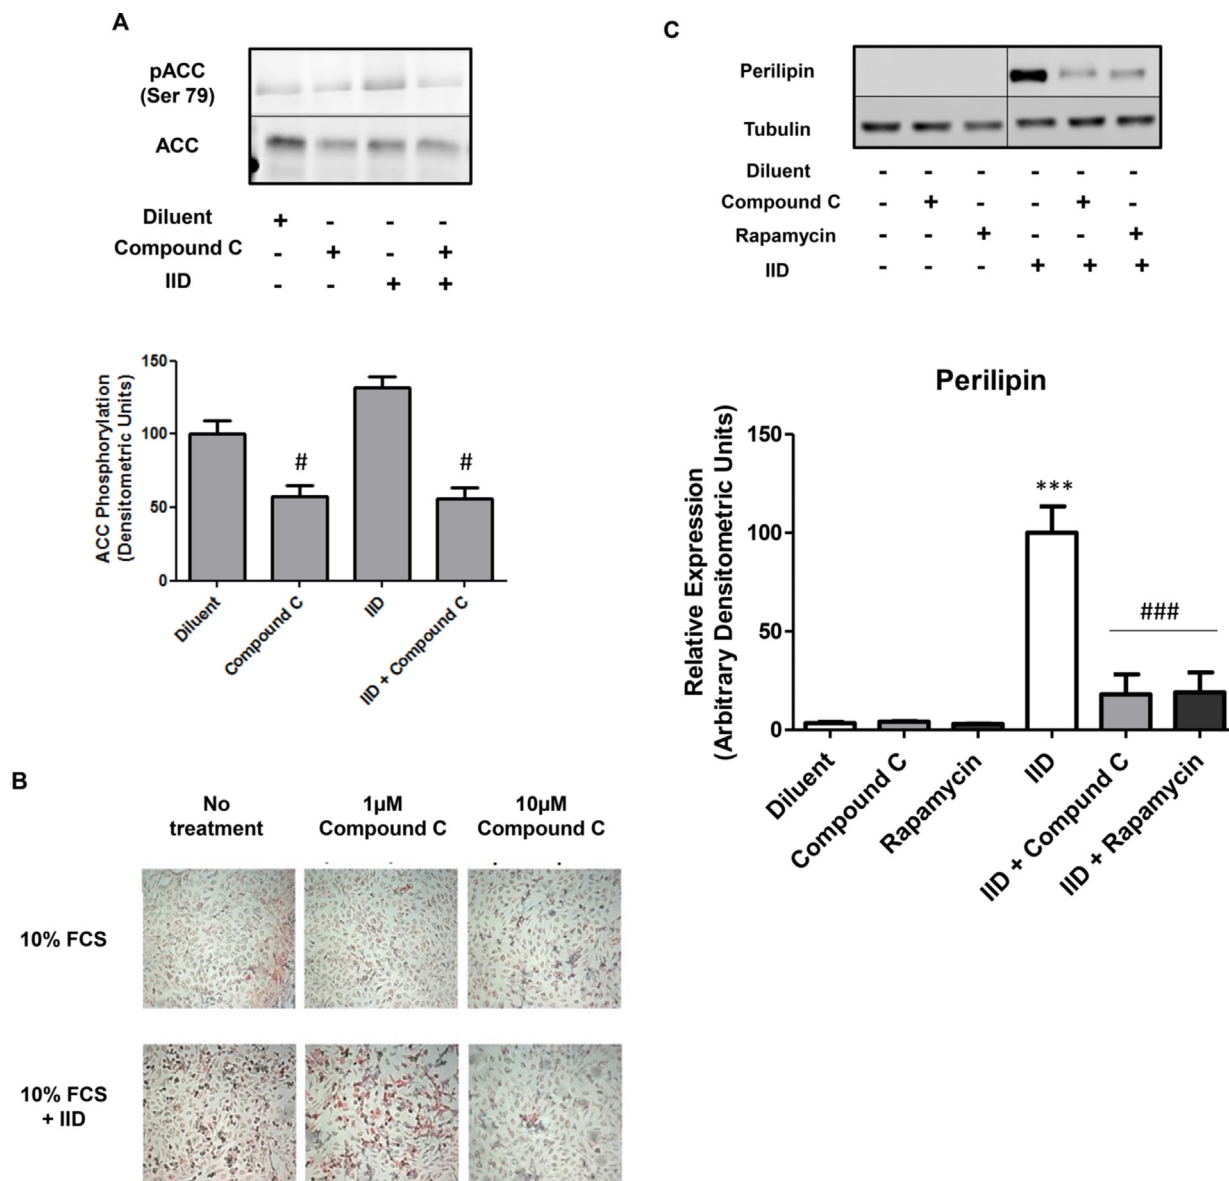 A
pACC
(Ser 79)
ACC
Diluent + - - -
Compound C - + - +
IID - - + +
150
100
50
0
ACC Phosphorylation
(Densitometric Units)
#
#
Diluent
Compound C
IID
IID + Compound C
B
No
treatment
1µM
Compound C
10µM
Compound C
10% FCS
10% FCS
+ IID
C
Perilipin
Tubulin
Diluent - - - - - -
Compound C - + - - + -
Rapamycin - - + - - +
IID - - - + + +
Perilipin
Relative Expression
(Arbitrary Densitometric Units)
150
100
50
0
***
###
Diluent
Compound C
Rapamycin
IID
IID + Compund C
IID + Rapamycin